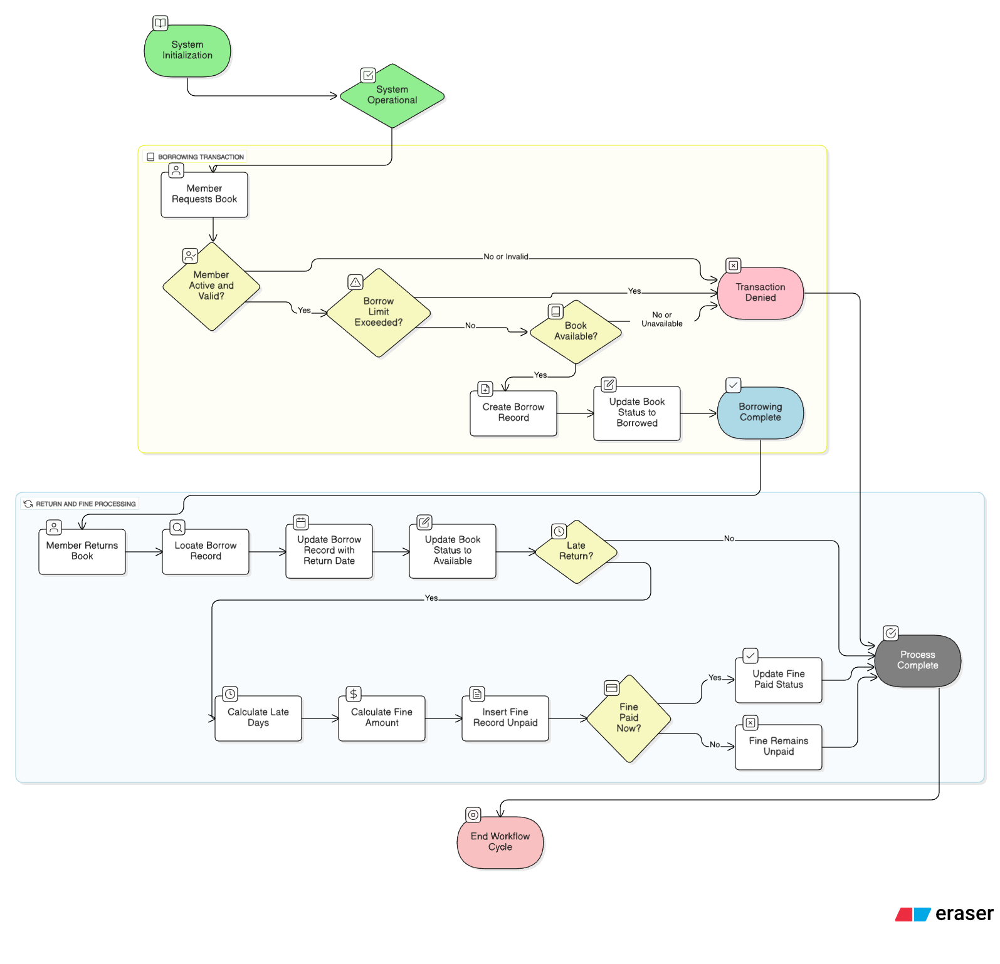 System
Initialization
System
Operational
BORROWING TRANSACTION
Member
Requests Book
Member
Active and
Valid?
No or Invalid
Yes
Borrow
Limit
Exceeded?
Yes
No
Book
Available?
No or
Unavailable
Transaction
Denied
Yes
Create Borrow
Record
Update Book
Status to
Borrowed
Borrowing
Complete
RETURN AND FINE PROCESSING
Member Returns
Book
Locate Borrow
Record
Update Borrow
Record with
Return Date
Update Book
Status to
Available
Late
Return?
No
Yes
Calculate Late
Days
Calculate Fine
Amount
Insert Fine
Record Unpaid
Fine
Paid
Now?
Yes
No
Update Fine
Paid Status
Fine Remains
Unpaid
Process
Complete
End Workflow
Cycle
eraser